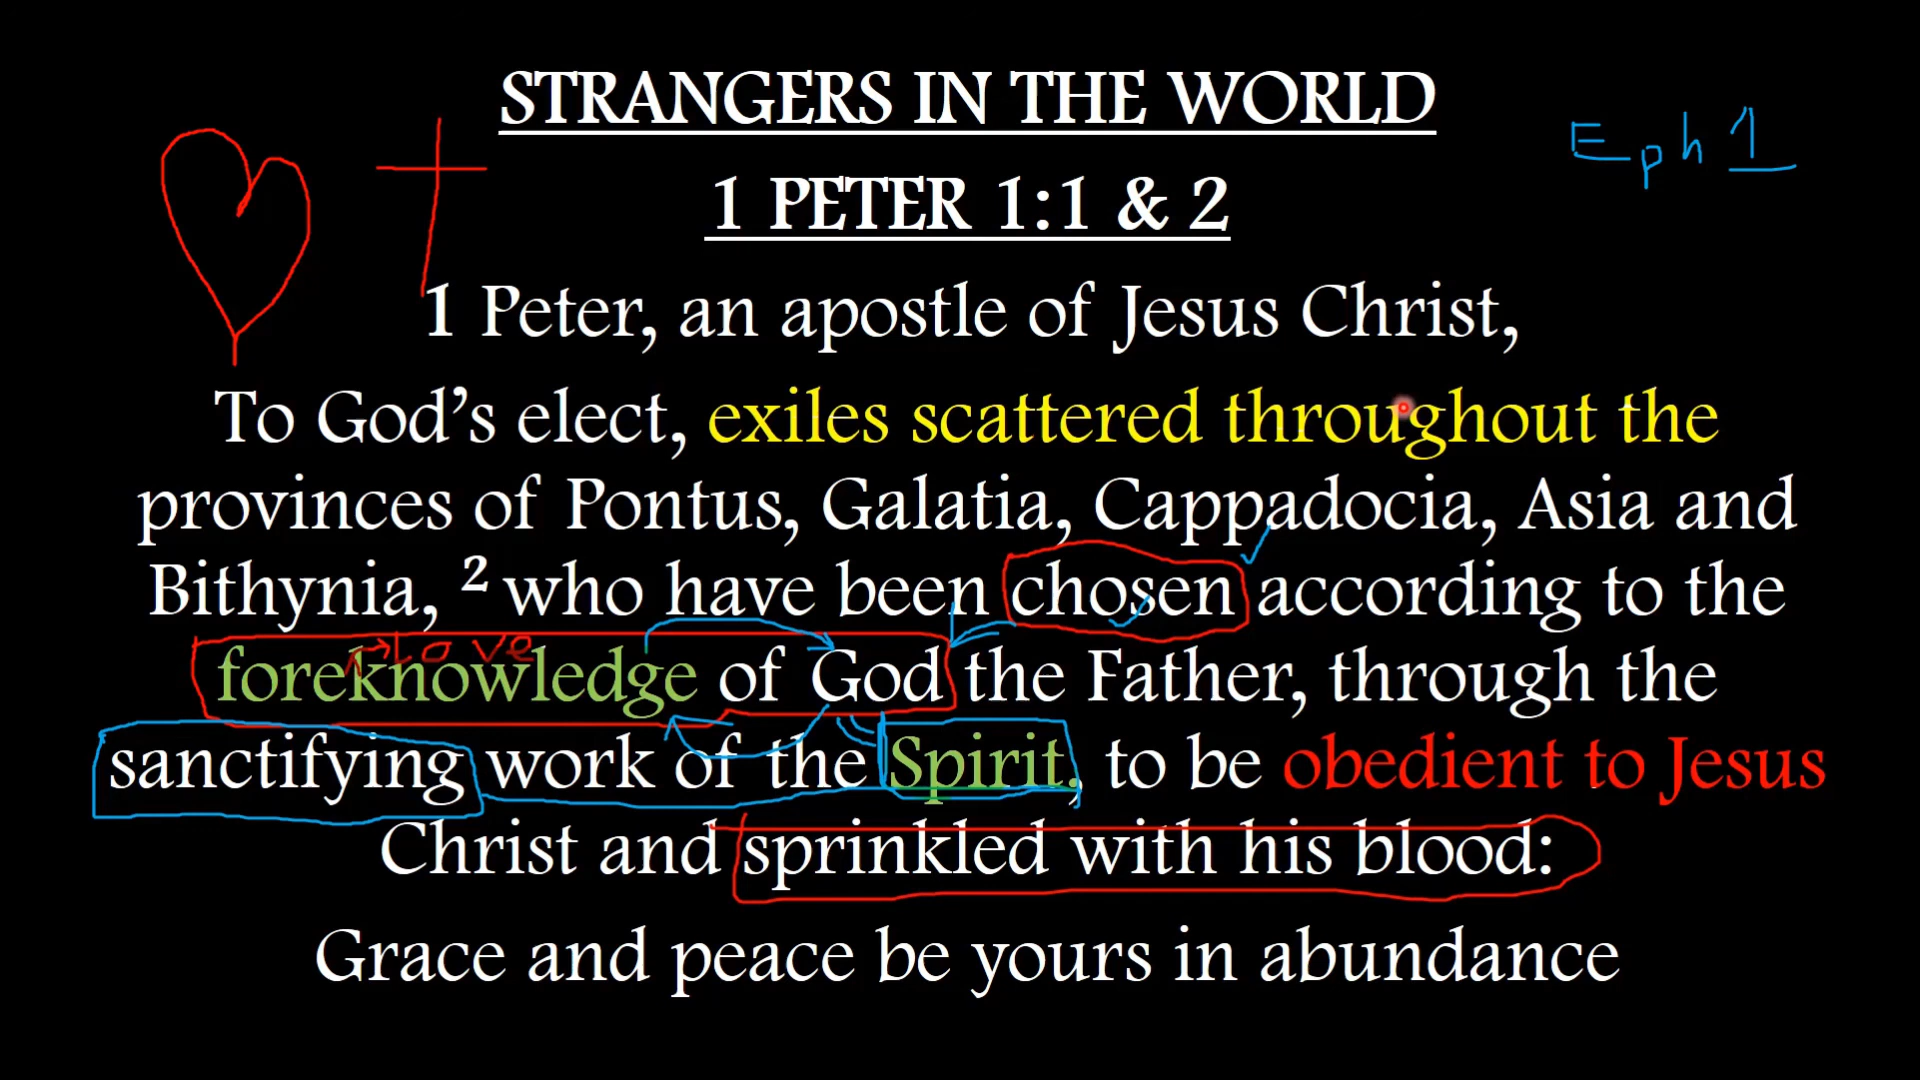 STRANGERS IN THE WORLD
Eph 1
1 PETER 1:1 & 2
1 Peter, an apostle of Jesus Christ,
To God's elect, exiles scattered throughout the
provinces of Pontus, Galatia, Cappadocia, Asia and
Bithynia, ² who have been chosen according to the
Love
foreknowledge of God the Father, through the
sanctifying work of the Spirit, to be obedient to Jesus
Christ and sprinkled with his blood:
Grace and peace be yours in abundance